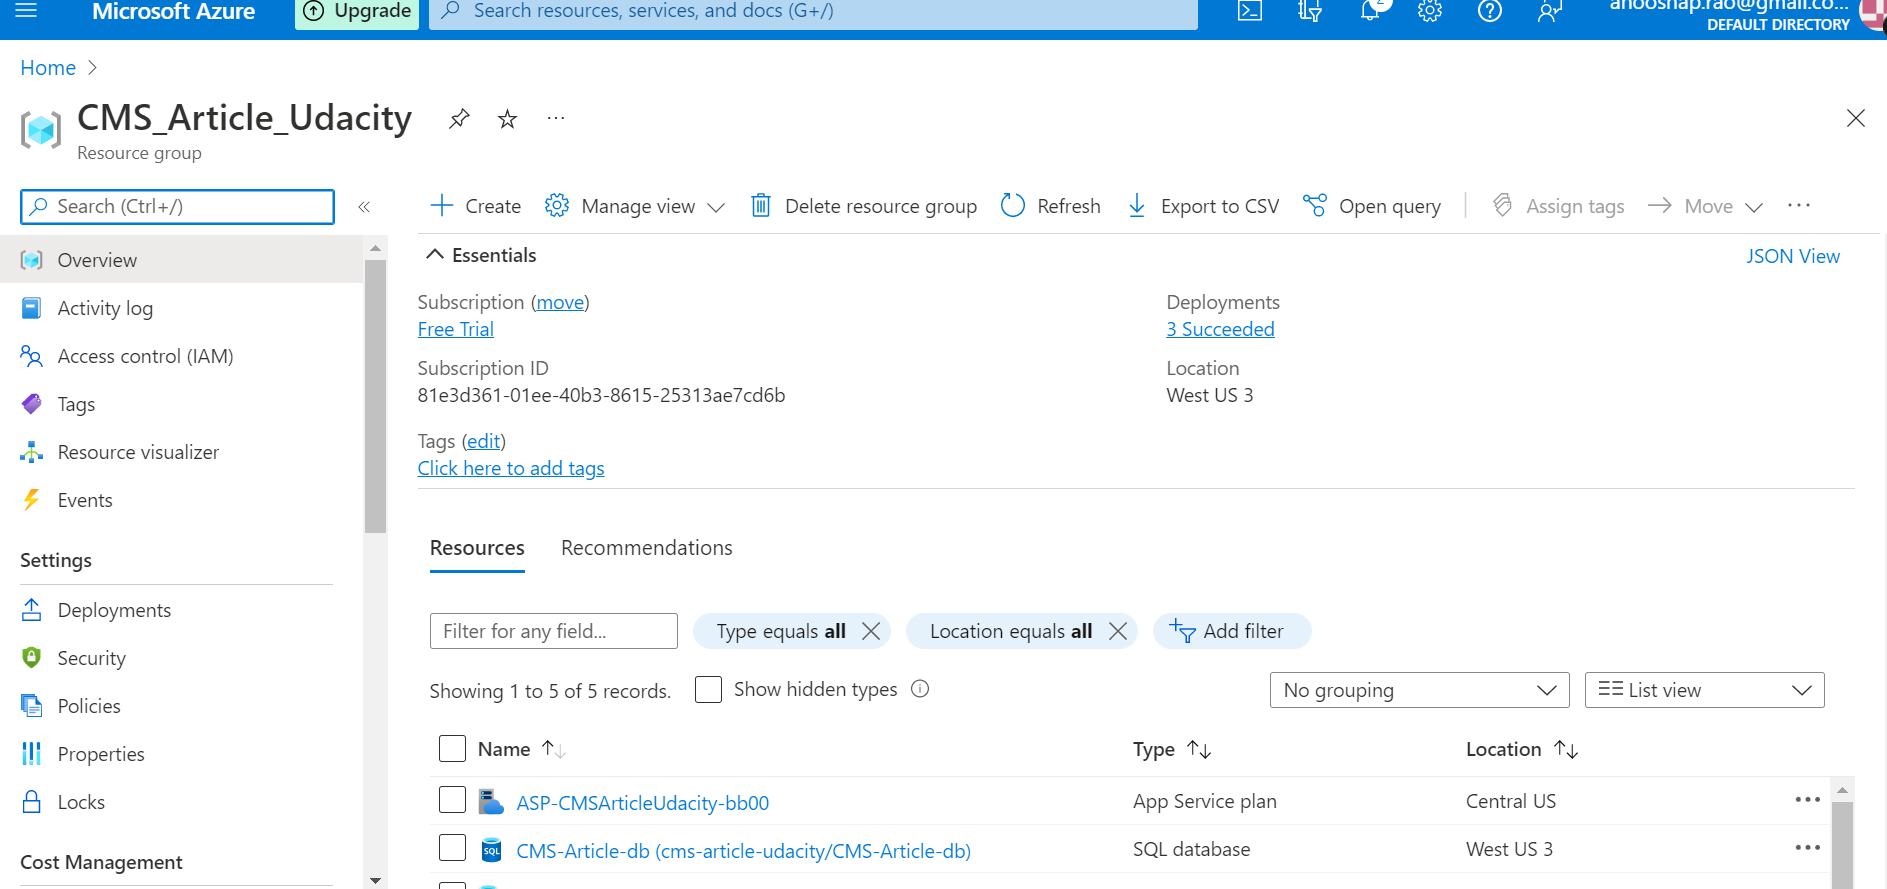 Microsoft Azure
Upgrade
Search resources, services, and docs (G+/)
2
DEFAULT DIRECTORY
Home
CMS_Article_Udacity
...
Resource group
Search (Ctrl+/)
«
Create
Manage view
Delete resource group
Refresh
Export to CSV
Open query
Assign tags
Move
...
Overview
Activity log
Access control (IAM)
Tags
Resource visualizer
Events
Settings
Deployments
Security
Policies
Properties
Locks
Cost Management
Essentials
JSON View
Subscription (move)
Free Trial
Subscription ID
81e3d361-01ee-40b3-8615-25313ae7cd6b
Tags (edit)
Click here to add tags
Deployments
3 Succeeded
Location
West US 3
Resources
Recommendations
Filter for any field...
Type equals all
Location equals all
Add filter
Showing 1 to 5 of 5 records.
Show hidden types
No grouping
List view
Name
Type
Location
ASP-CMSArticleUdacity-bb00
App Service plan
Central US
...
SQL
CMS-Article-db (cms-article-udacity/CMS-Article-db)
SQL database
West US 3
...